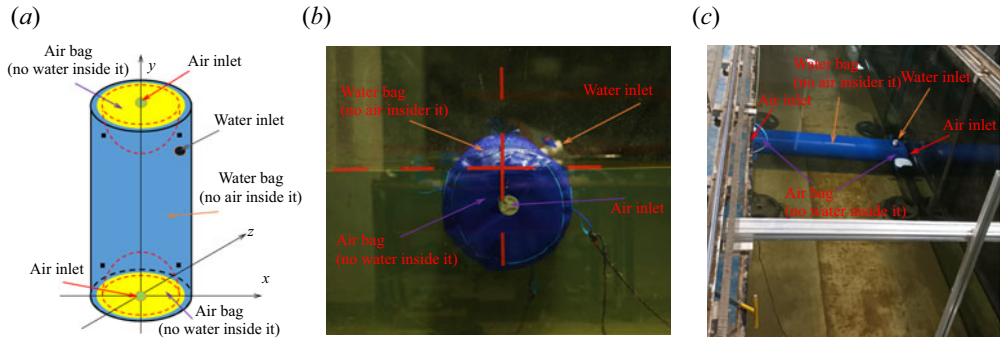 (a)
Air bag
(no water inside it)
y
Air inlet
Water inlet
Water bag
(no air inside it)
z
Air inlet
x
Air bag
(no water inside it)
(b)
Water bag
(no air insider it)
Water inlet
Air inlet
Air bag
(no water inside it)
(c)
Water bag
(no air insider it)
Water inlet
Air inlet
Air inlet
Air bag
(no water inside it)